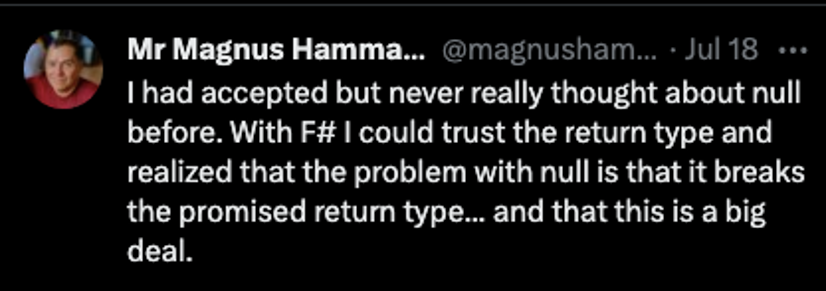 Mr Magnus Hamma... @magnusham... · Jul 18 ···
I had accepted but never really thought about null
before. With F# I could trust the return type and
realized that the problem with null is that it breaks
the promised return type... and that this is a big
deal.